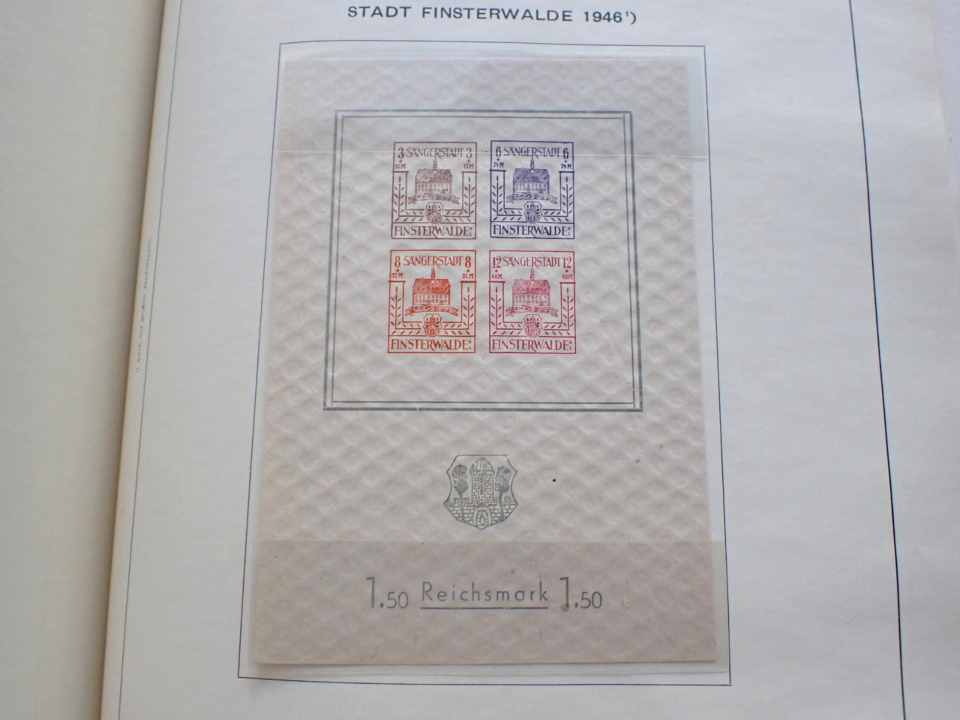 STADT FINSTERWALDE 1946¹)
3 SÄNGERSTADT 3
FINSTERWALDE
6 SÄNGERSTADT 6
FINSTERWALDE
8 SÄNGERSTADT 8
FINSTERWALDE
12 SÄNGERSTADT 12
FINSTERWALDE
1.50 Reichsmark 1.50